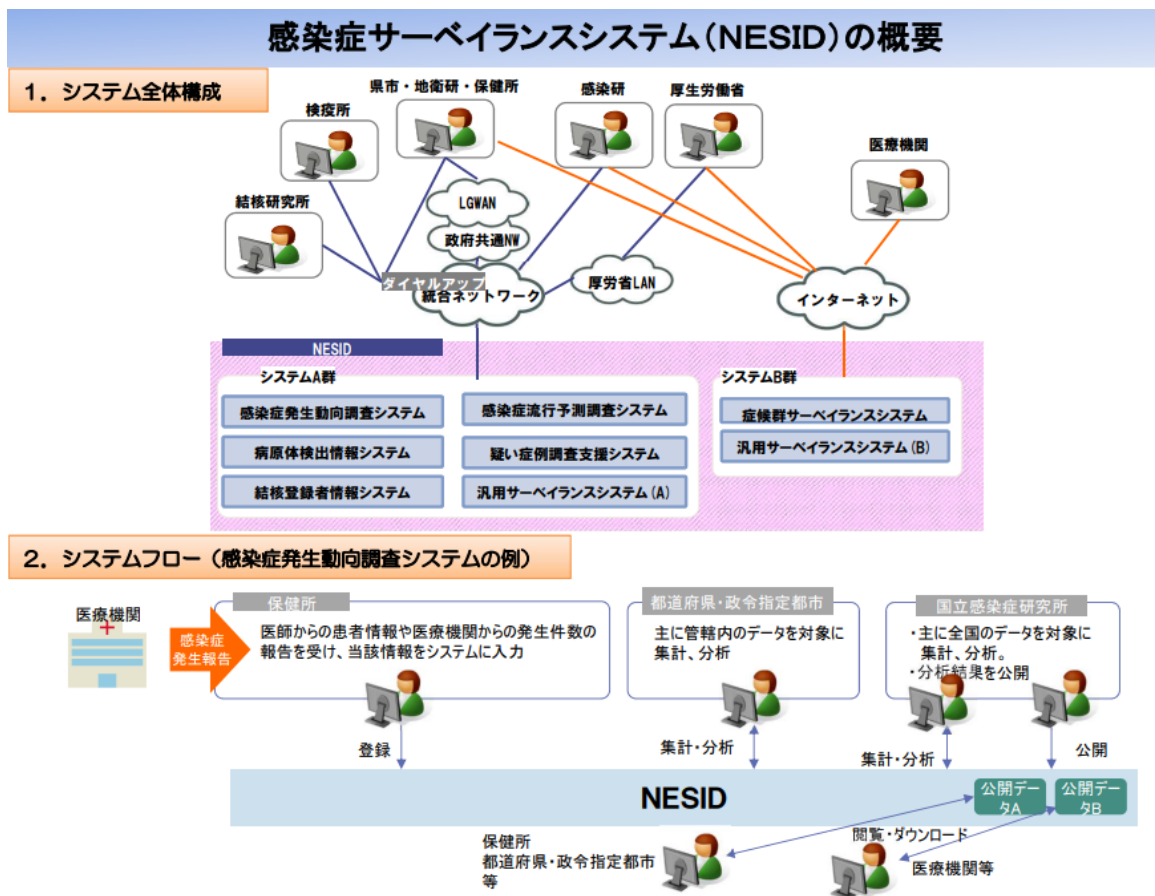 感染症サーベイランスシステム(NESID)の概要
1．システム全体構成
県市・地衛研・保健所
感染研
厚生労働省
検疫所
医療機関
結核研究所
LGWAN
政府共通NW
ダイヤルアップ
統合ネットワーク
厚労省LAN
インターネット
NESID
システムA群
システムB群
感染症発生動向調査システム
感染症流行予測調査システム
症候群サーベイランスシステム
病原体検出情報システム
疑い症例調査支援システム
汎用サーベイランスシステム(B)
結核登録者情報システム
汎用サーベイランスシステム(A)
2．システムフロー（感染症発生動向調査システムの例）
医療機関
感染症
発生報告
保健所
医師からの患者情報や医療機関からの発生件数の
報告を受け、当該情報をシステムに入力
都道府県・政令指定都市
主に管轄内のデータを対象に
集計、分析
国立感染症研究所
・主に全国のデータを対象に
集計、分析。
・分析結果を公開
登録
集計・分析
集計・分析
公開
NESID
公開デー
タA
公開デー
タB
保健所
都道府県・政令指定都市
等
閲覧・ダウンロード
医療機関等